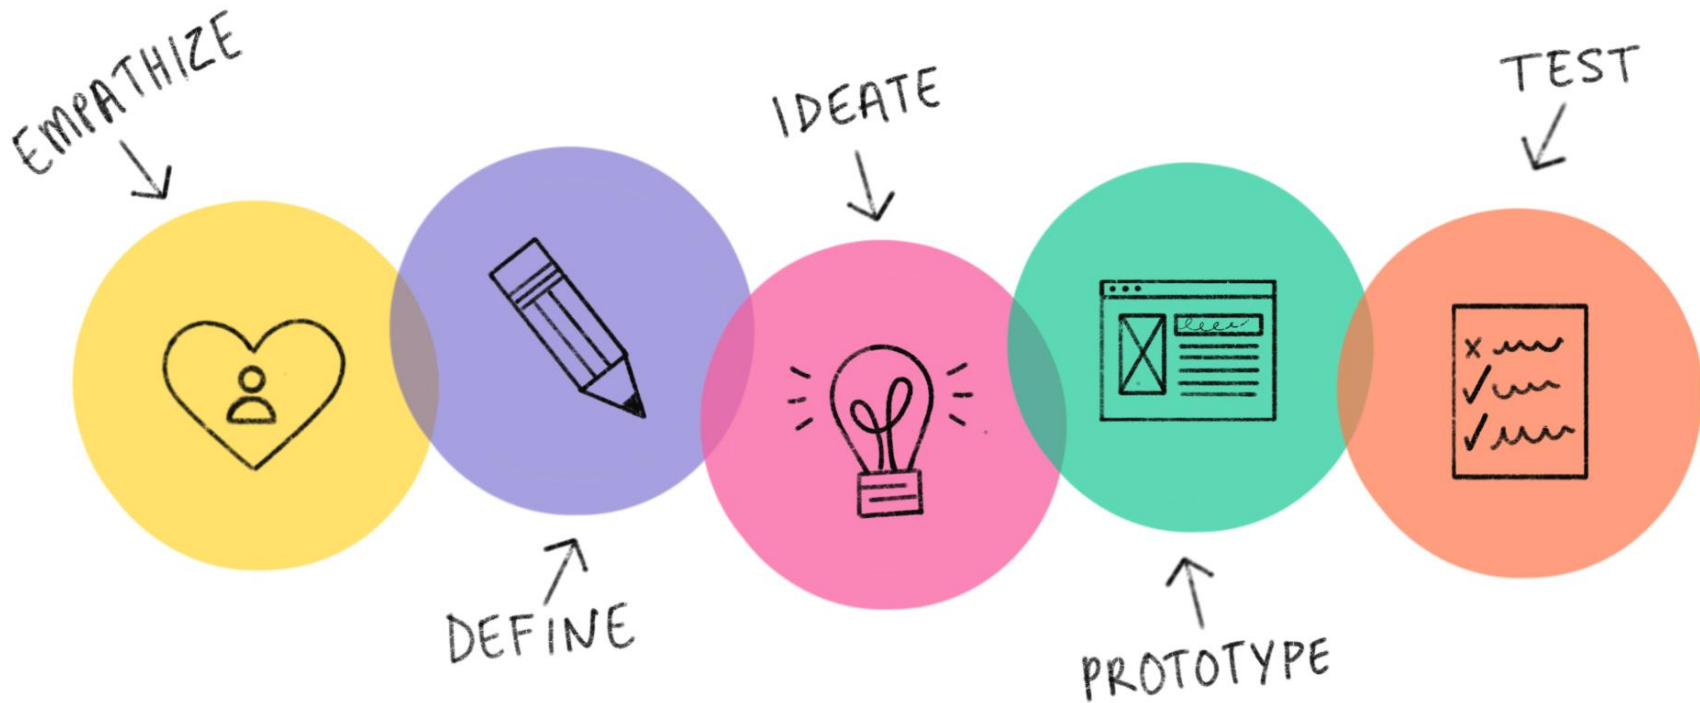 EMPATHIZE
DEFINE
IDEATE
PROTOTYPE
TEST